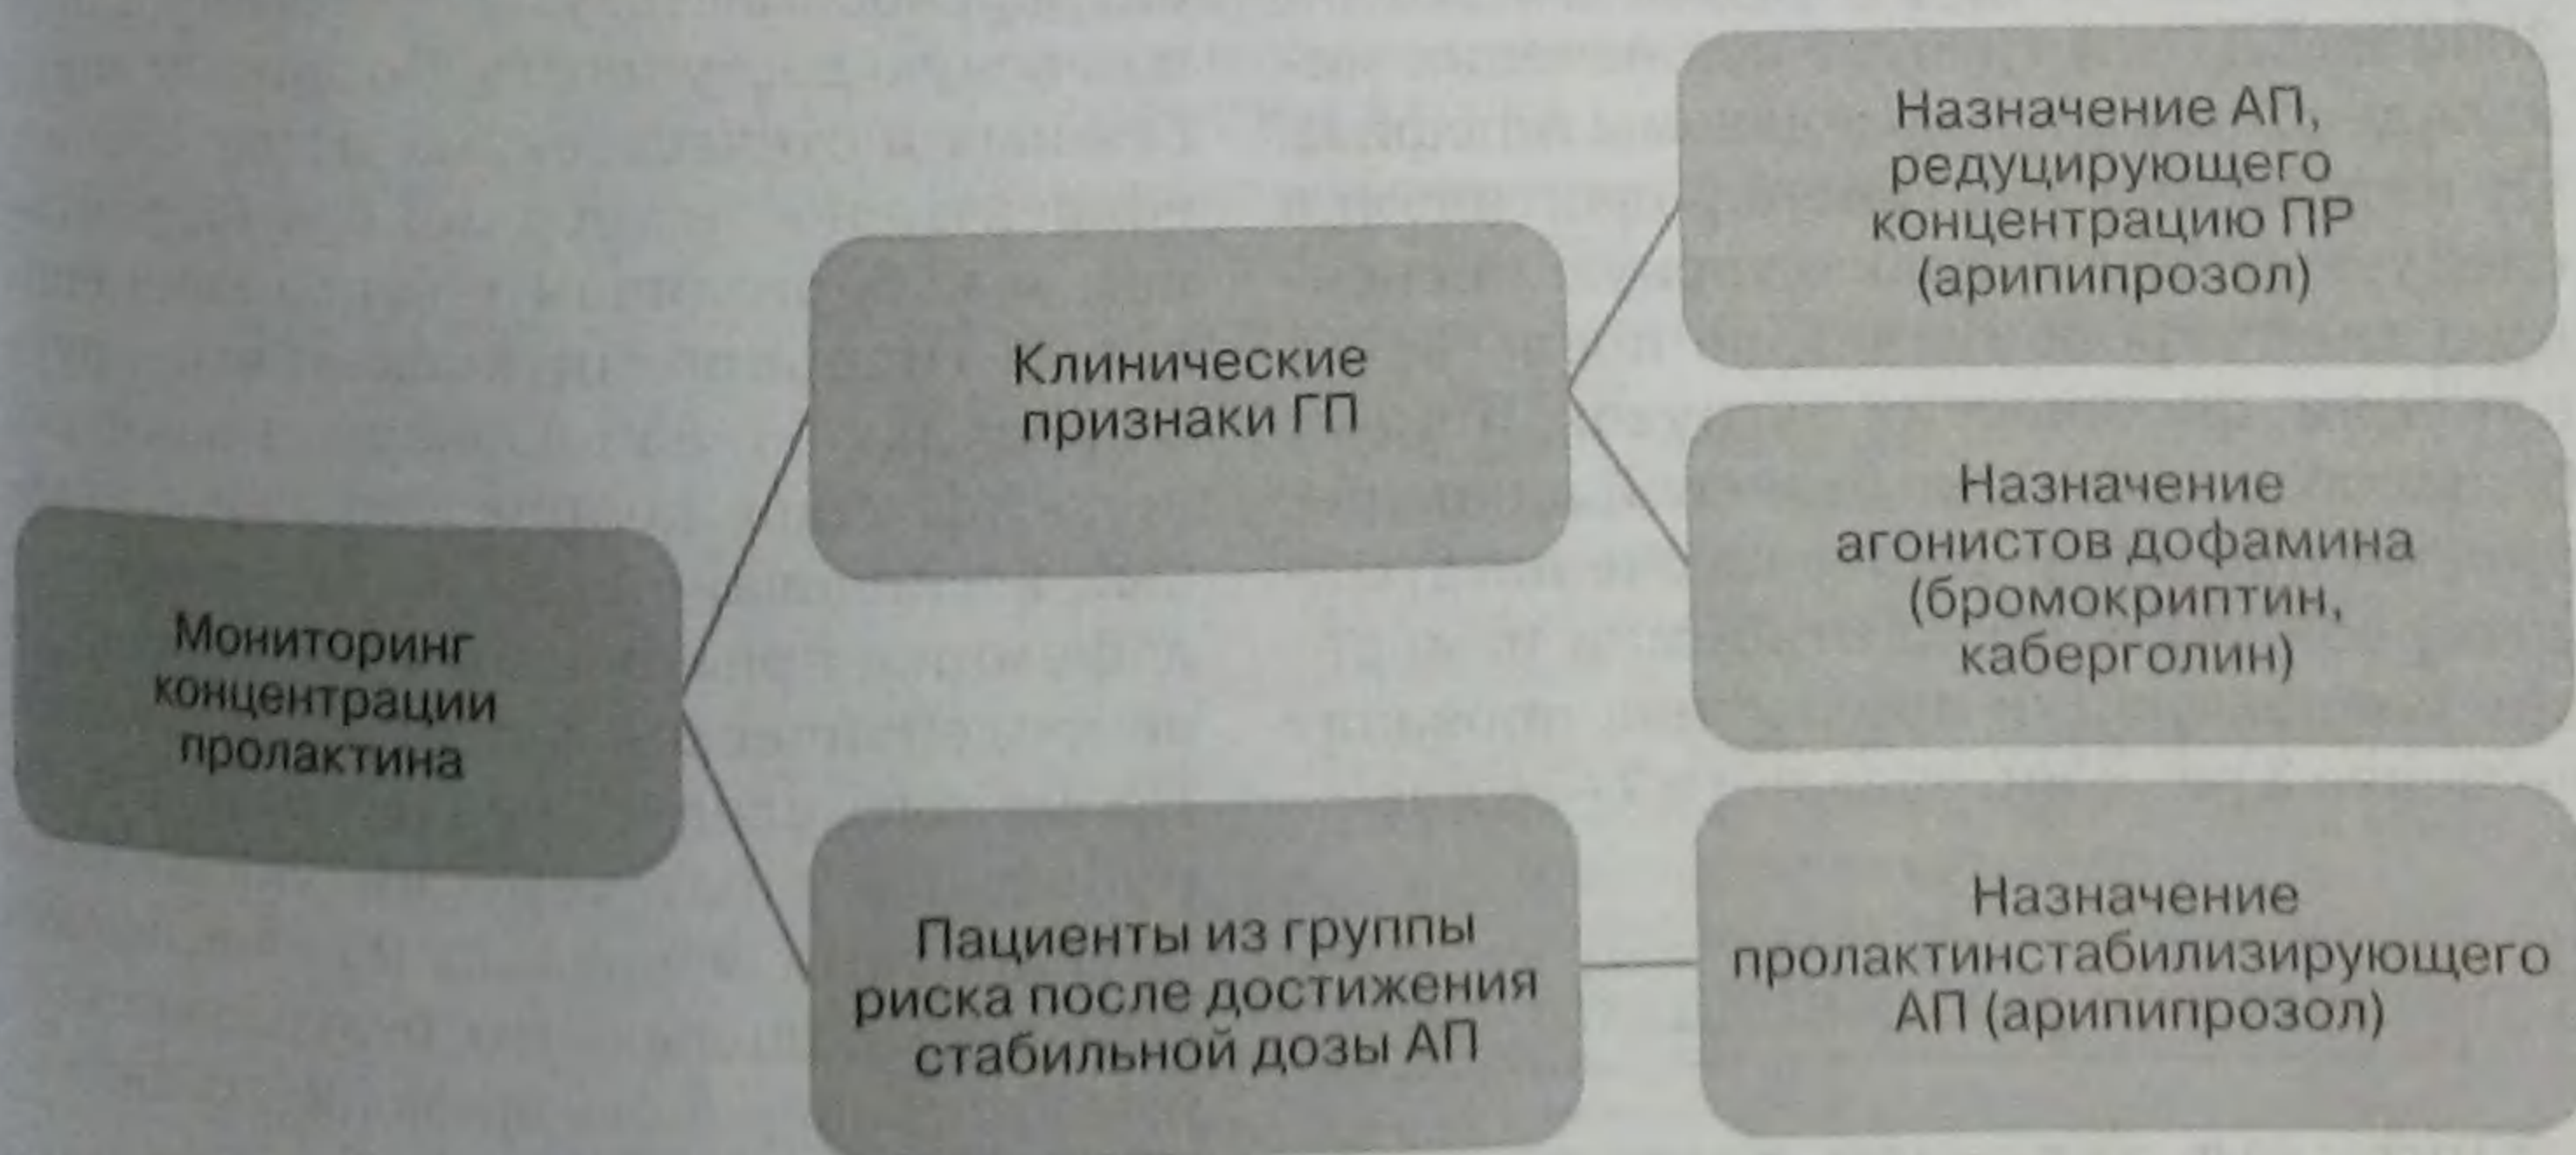 Мониторинг
концентрации
пролактина
Клинические
признаки ГП
Назначение АП,
редуцирующего
концентрацию ПР
(арипипрозол)
Назначение
агонистов дофамина
(бромокриптин,
каберголин)
Пациенты из группы
риска после достижения
стабильной дозы АП
Назначение
пролактинстабилизирующего
АП (арипипрозол)